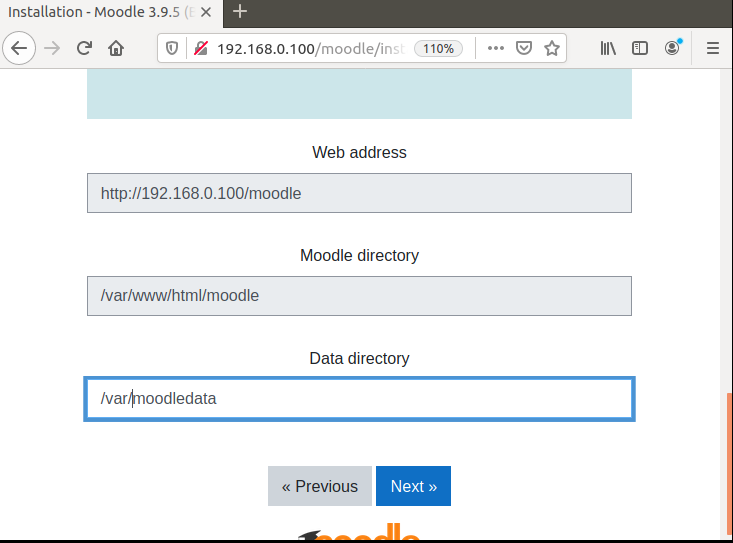 Installation - Moodle 3.9.5 (
192.168.0.100/moodle/inst
110%
Web address
http://192.168.0.100/moodle
Moodle directory
/var/www/html/moodle
Data directory
/var/moodledata
« Previous
Next »
moodle